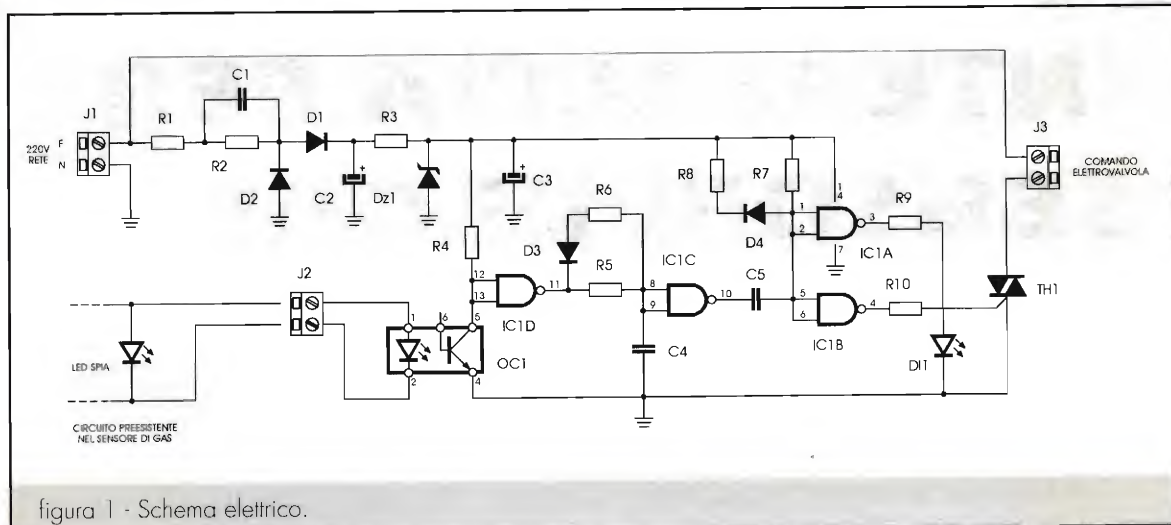 C1
J1
R1
D1
R3
J3
220V
RETE
F
N
R2
D2
C2
Dz1
C3
R6
R8
R7
1
4
COMANDO
ELETTROVALVOLA
R4
D3
R5
IC1C
D4
1
2
3
7
IC1A
R9
J2
12
13
11
IC1D
8
9
10
C5
5
6
4
R10
IC1B
TH1
LED SPIA
1
6
5
2
4
OC1
C4
Dl1
CIRCUITO PREESISTENTE
NEL SENSORE DI GAS
figura 1 - Schema elettrico.